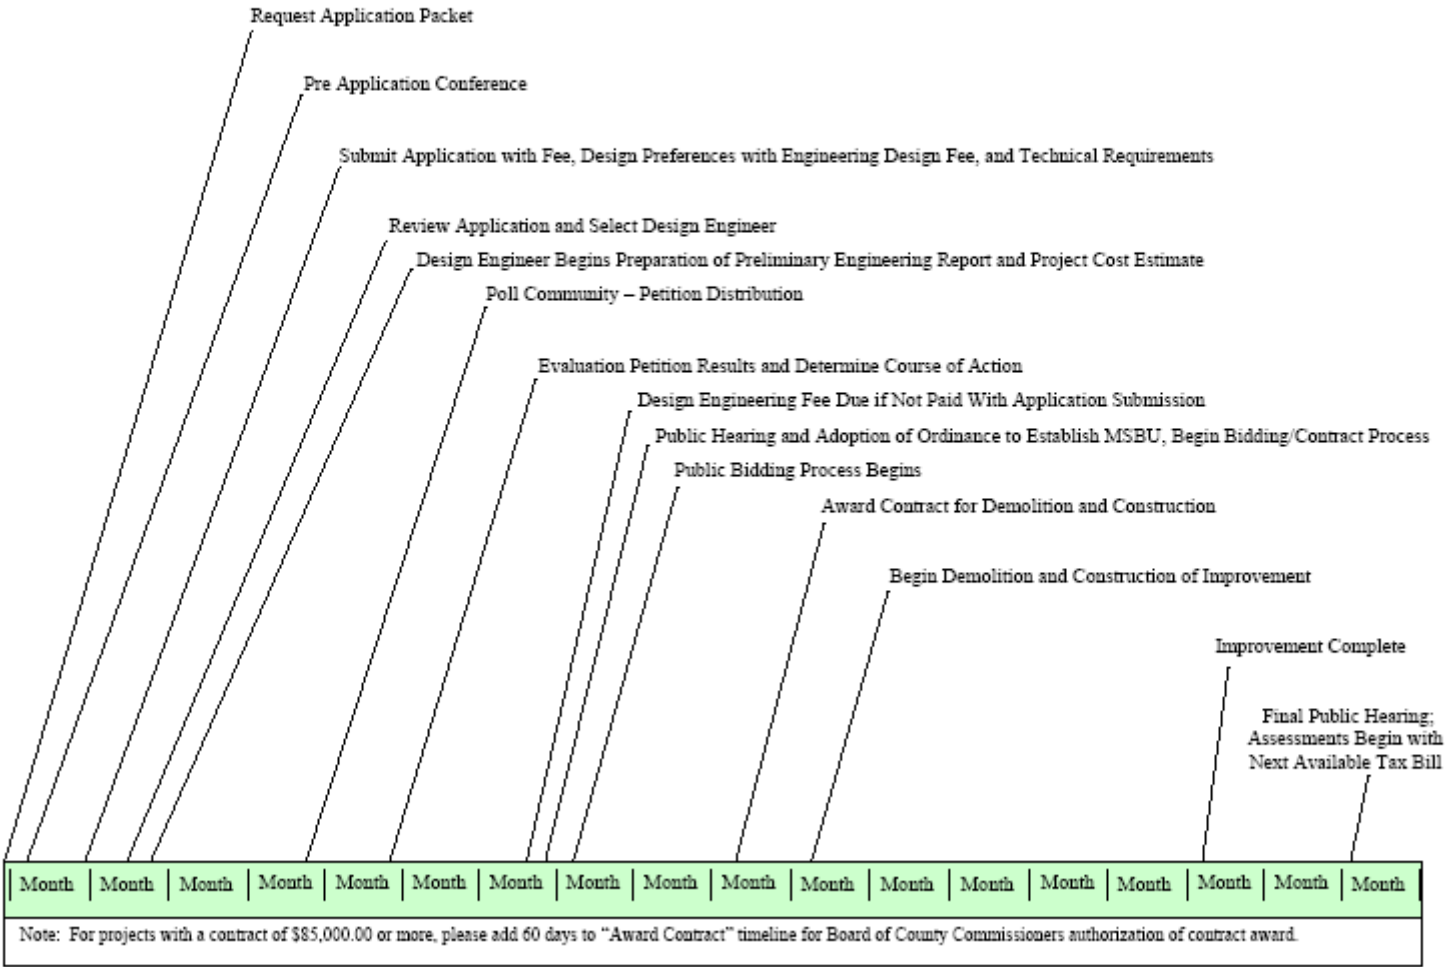 Request Application Packet
Pre Application Conference
Submit Application with Fee, Design Preferences with Engineering Design Fee, and Technical Requirements
Review Application and Select Design Engineer
Design Engineer Begins Preparation of Preliminary Engineering Report and Project Cost Estimate
Poll Community – Petition Distribution
Evaluation Petition Results and Determine Course of Action
Design Engineering Fee Due if Not Paid With Application Submission
Public Hearing and Adoption of Ordinance to Establish MSBU, Begin Bidding/Contract Process
Public Bidding Process Begins
Award Contract for Demolition and Construction
Begin Demolition and Construction of Improvement
Improvement Complete
Final Public Hearing;
Assessments Begin with
Next Available Tax Bill
Month Month Month Month Month Month Month Month Month Month Month Month Month Month Month Month Month Month
Note: For projects with a contract of $85,000.00 or more, please add 60 days to “Award Contract” timeline for Board of County Commissioners authorization of contract award.